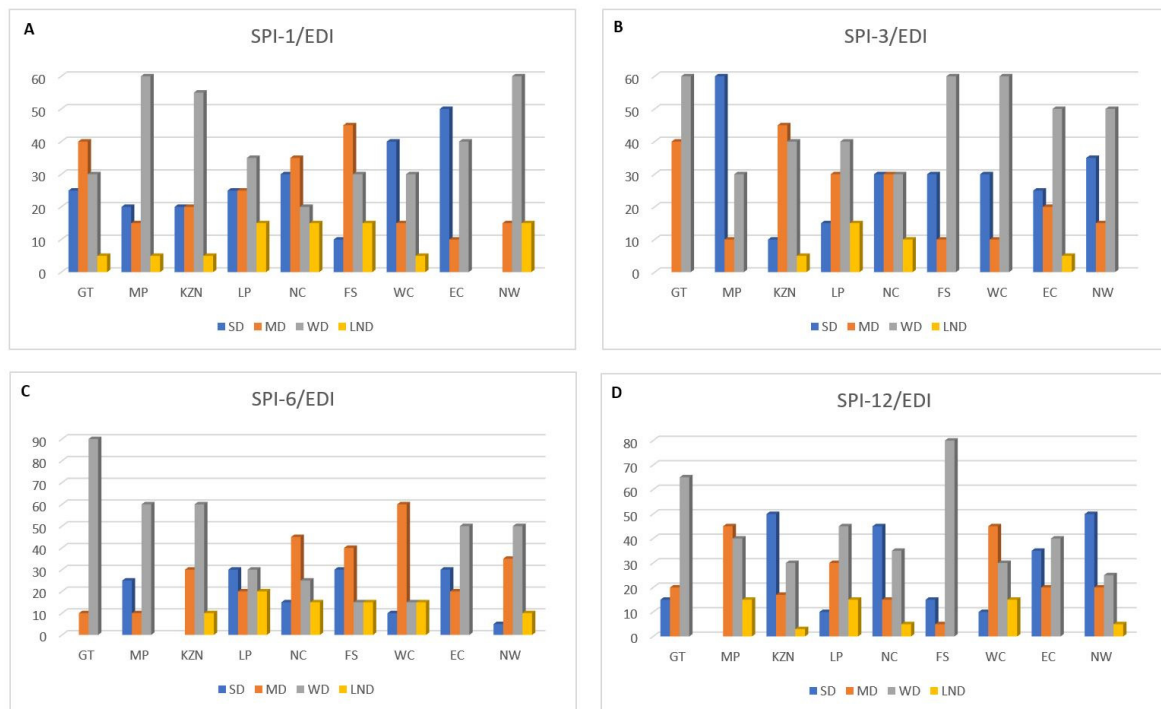 A
SPI-1/EDI
60
50
40
30
20
10
0
GT MP KZN LP NC FS WC EC NW
SD MD WD LND
B
SPI-3/EDI
60
50
40
30
20
10
0
GT MP KZN LP NC FS WC EC NW
SD MD WD LND
C
SPI-6/EDI
90
80
70
60
50
40
30
20
10
0
GT MP KZN LP NC FS WC EC NW
SD MD WD LND
D
SPI-12/EDI
80
70
60
50
40
30
20
10
0
GT MP KZN LP NC FS WC EC NW
SD MD WD LND